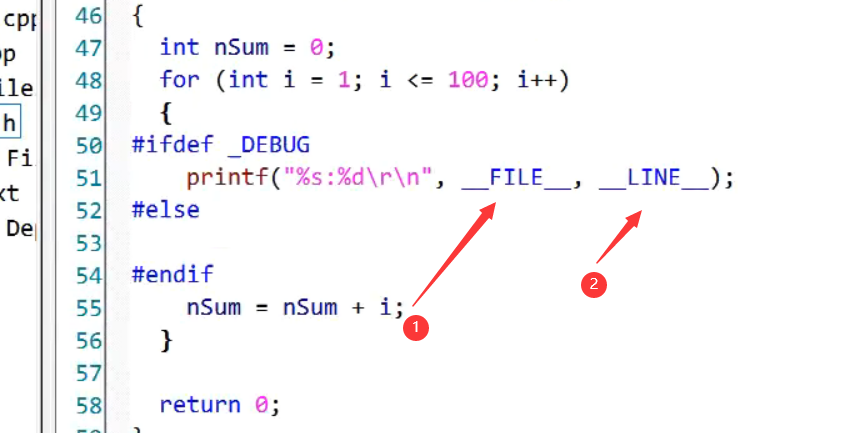 cpp
op
ile
h
Fi
xt
De
46 {
47 int nSum = 0;
48 for (int i = 1; i <= 100; i++)
49 {
50 #ifdef _DEBUG
51 printf("%s:%d\r\n", __FILE__, __LINE__);
52 #else
53
54 #endif
55 nSum = nSum + i;
56 }
57
58 return 0;
1
2